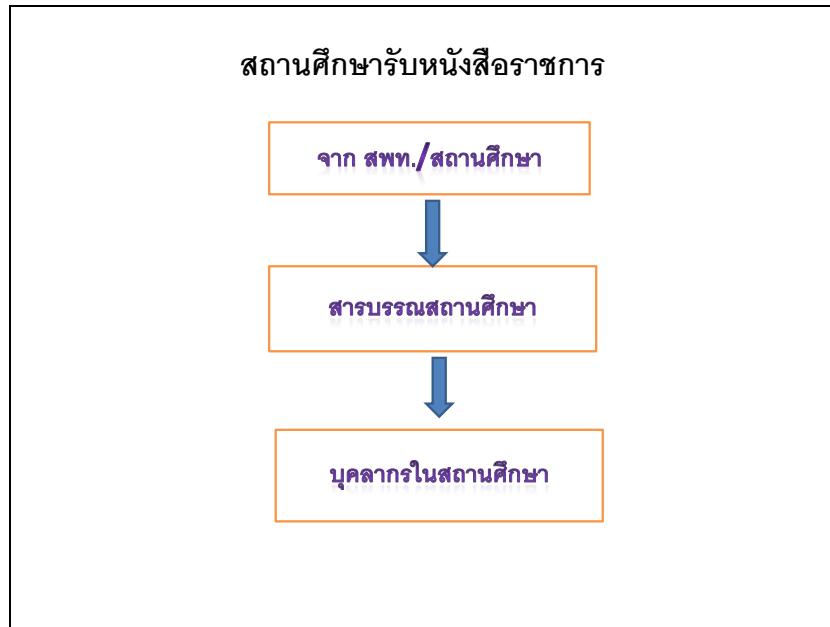 สถานศึกษารับหนังสือราชการ
จาก สพท./สถานศึกษา
สารบรรณสถานศึกษา
บุคลากรในสถานศึกษา